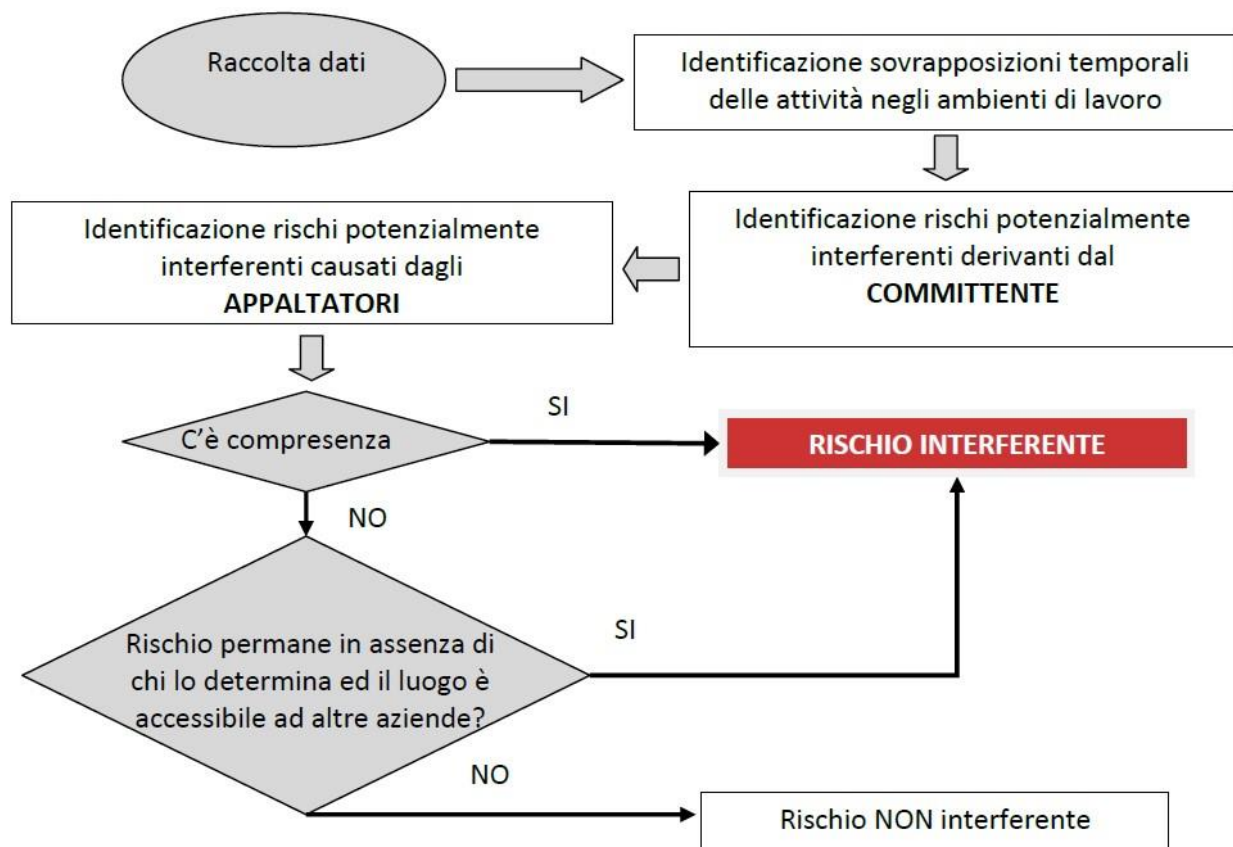 Raccolta dati
Identificazione sovrapposizioni temporali
delle attività negli ambienti di lavoro
Identificazione rischi potenzialmente
interferenti derivanti dal
COMMITTENTE
Identificazione rischi potenzialmente
interferenti causati dagli
APPALTATORI
C'è compresenza
SI
RISCHIO INTERFERENTE
NO
Rischio permane in assenza di
chi lo determina ed il luogo è
accessibile ad altre aziende?
SI
NO
Rischio NON interferente